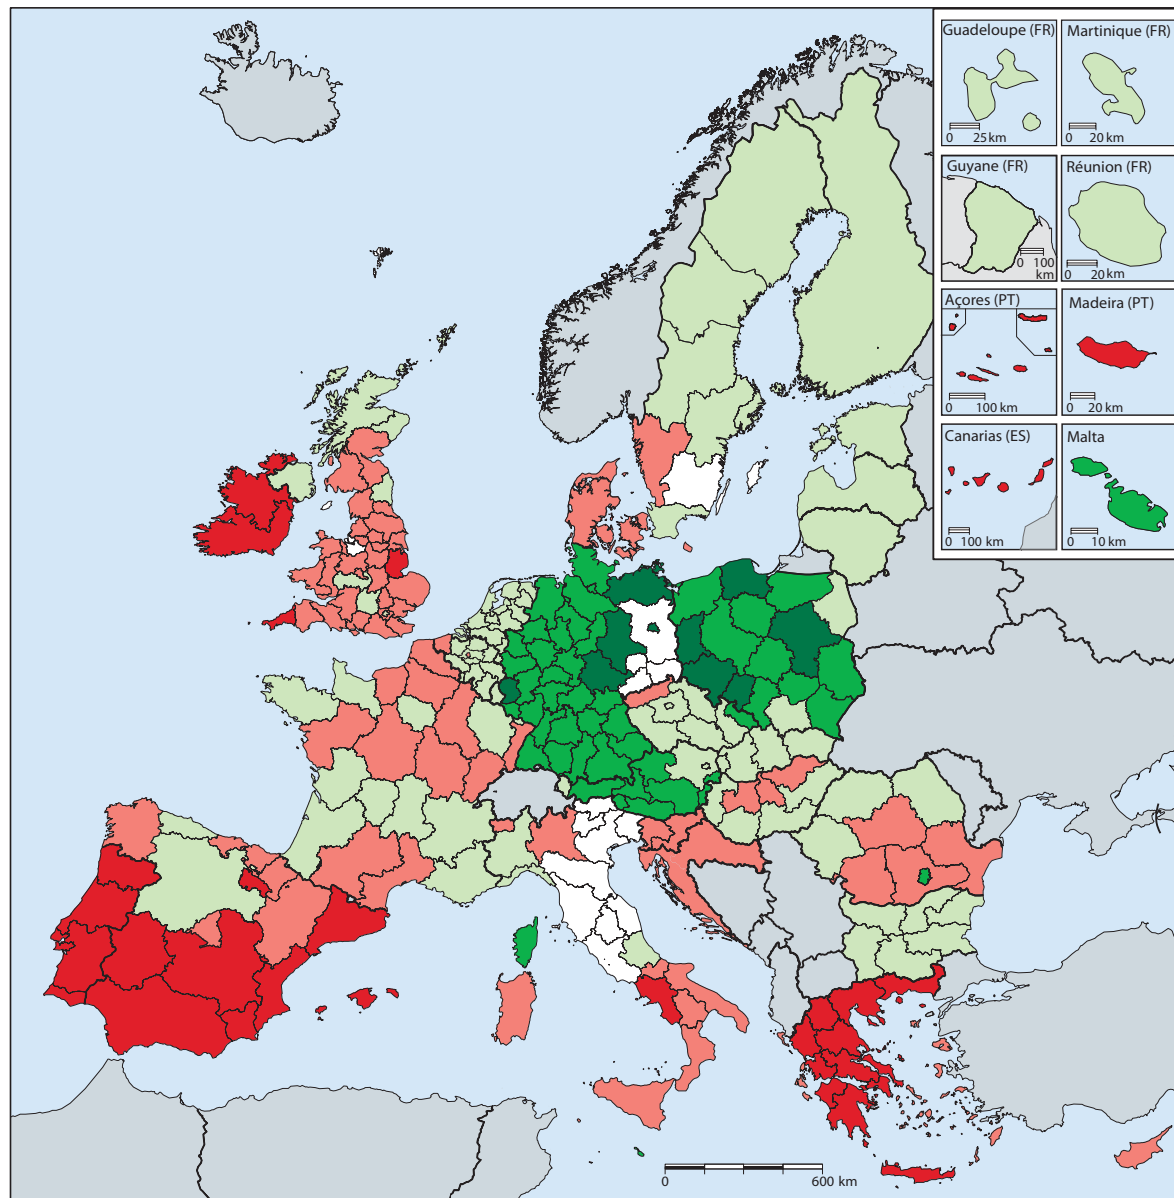 Guadeloupe (FR)
0 25 km
Martinique (FR)
0 20 km
Guyane (FR)
0 100
km
Réunion (FR)
0 20 km
Açores (PT)
0 100 km
Madeira (PT)
0 20 km
Canarias (ES)
0 100 km
Malta
0 10 km
0 600 km